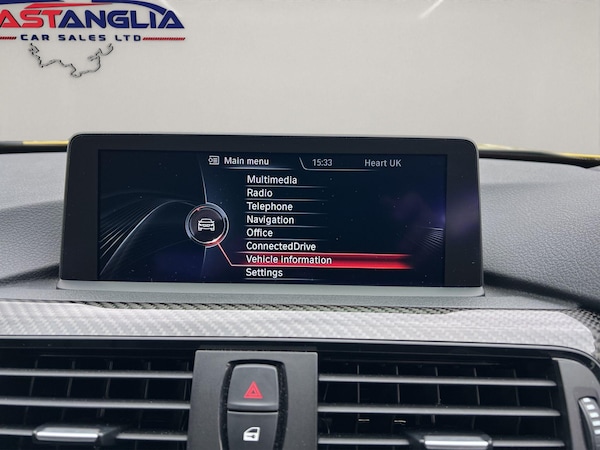 ASTANGLIA
CAR SALES LTD
Main menu 15:33 Heart UK
Multimedia
Radio
Telephone
Navigation
Office
ConnectedDrive
Vehicle information
Settings